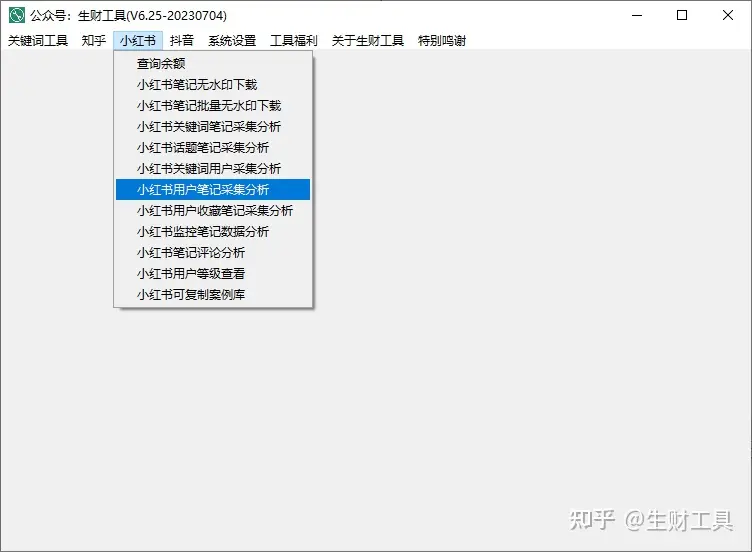 公众号：生财工具(V6.25-20230704)
关键词工具 知乎 小红书 抖音 系统设置 工具福利 关于生财工具 特别鸣谢
查询余额
小红书笔记无水印下载
小红书笔记批量无水印下载
小红书关键词笔记采集分析
小红书话题笔记采集分析
小红书关键词用户采集分析
小红书用户笔记采集分析
小红书用户收藏笔记采集分析
小红书监控笔记数据分析
小红书笔记评论分析
小红书用户等级查看
小红书可复制案例库
知乎 @生财工具